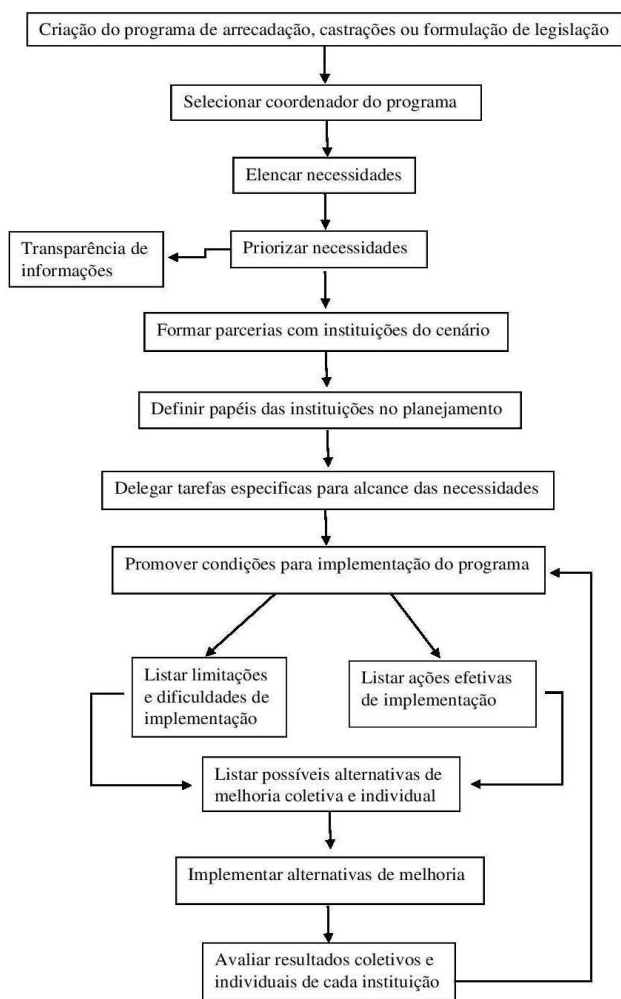 Criação do programa de arrecadação, castrações ou formulação de legislação
Selecionar coordenador do programa
Elencar necessidades
Transparência de
informações
Priorizar necessidades
Formar parcerias com instituições do cenário
Definir papéis das instituições no planejamento
Delegar tarefas especificas para alcance das necessidades
Promover condições para implementação do programa
Listar limitações
e dificuldades de
implementação
Listar ações efetivas
de implementação
Listar possíveis alternativas de
melhoria coletiva e individual
Implementar alternativas de melhoria
Avaliar resultados coletivos e
individuais de cada instituição